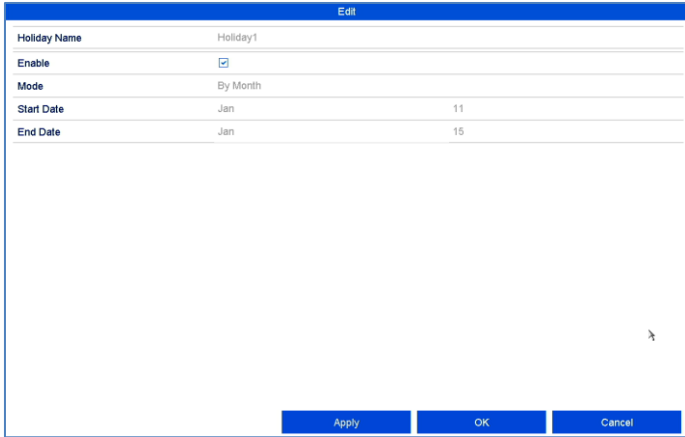 Edit
Holiday Name Holiday1
Enable
Mode By Month
Start Date Jan 11
End Date Jan 15
Apply OK Cancel